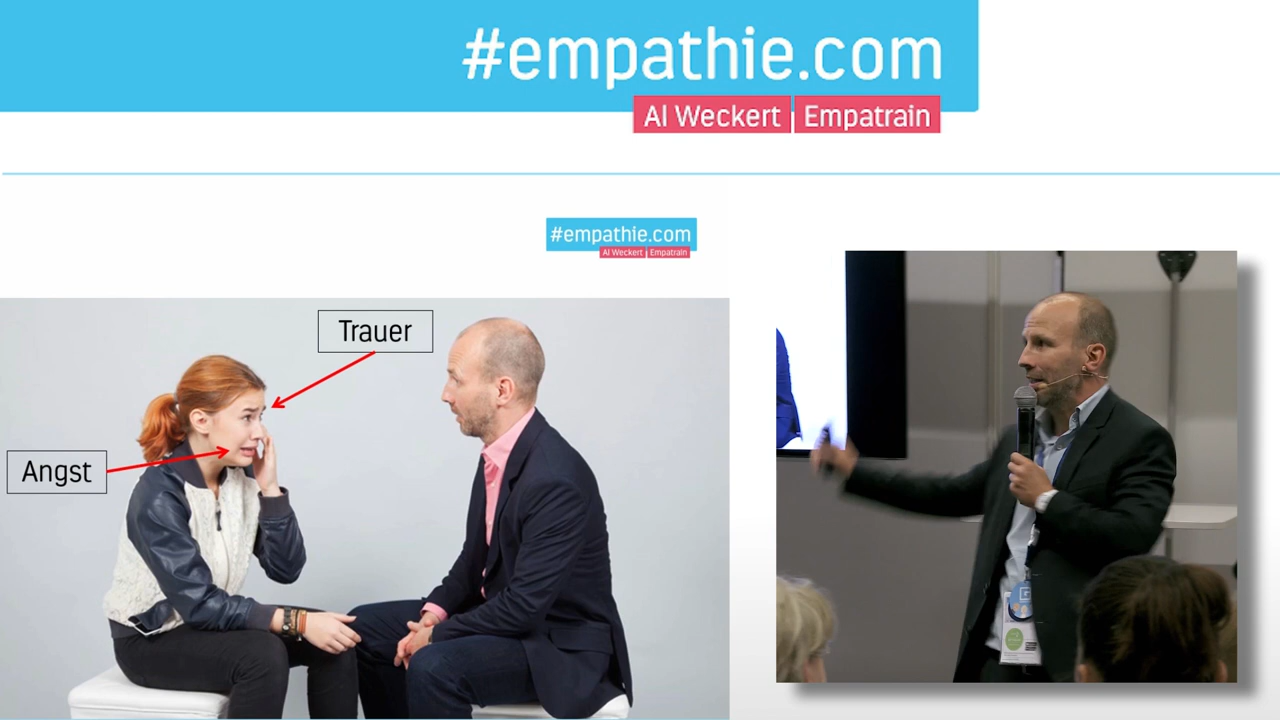 #empathie.com
Al Weckert | Empatrain
#empathie.com
Al Weckert | Empatrain
Trauer
Angst